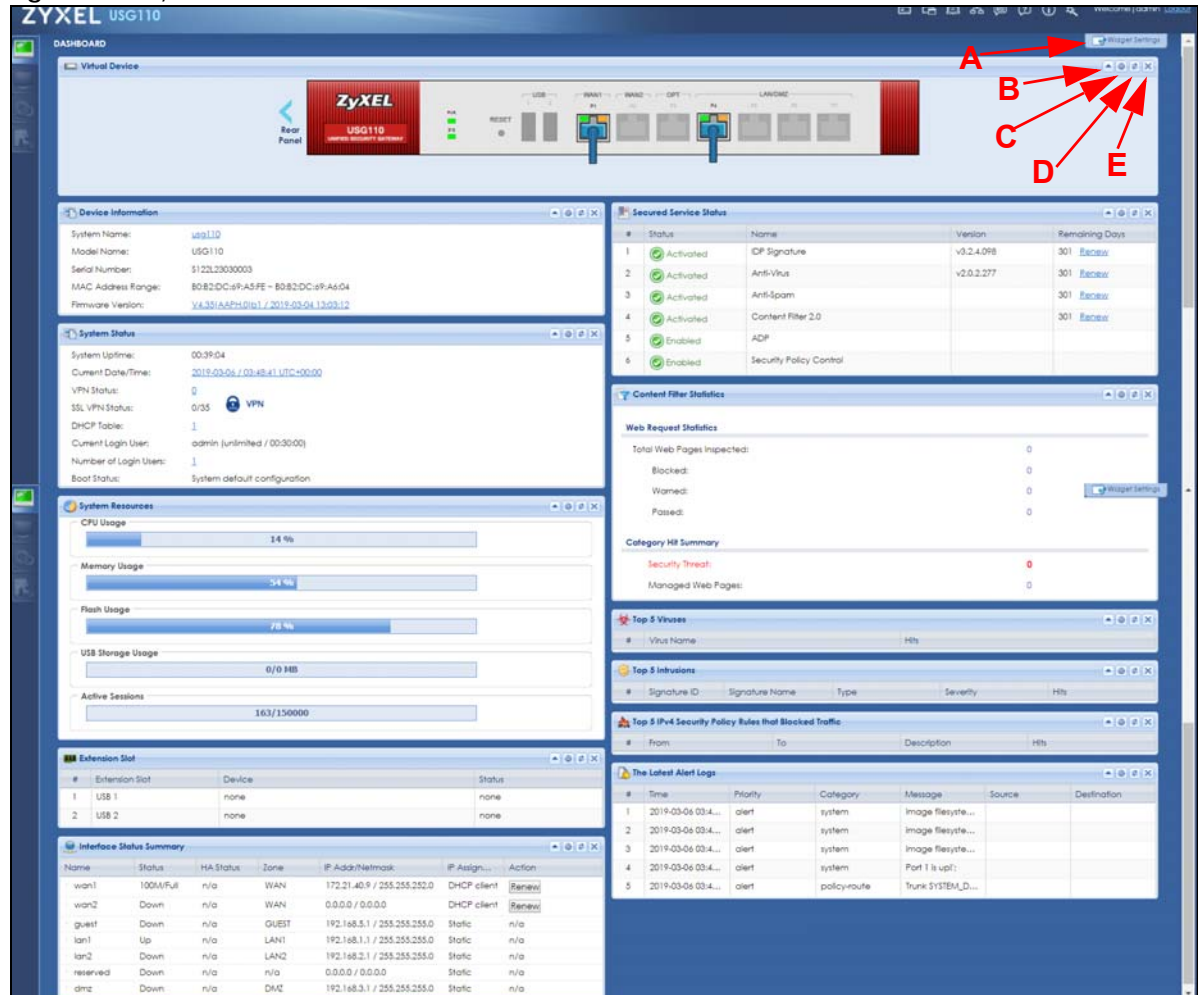 ZYXEL USG110
Welcome admin Logout
DASHBOARD
Widget Settings
A
B
C
D
E
Virtual Device
Rear
Panel
ZyXEL
USG110
UNIFIED SECURITY GATEWAY
PWR
SYS
RESET
USB
1 2
WAN1
WAN2
OPT
LAN/DMZ
P1
P4
Device Information
System Name: usg110
Model Name: USG110
Serial Number: S122L23030003
MAC Address Range: B0:B2:DC:69:A5:FE ~ B0:B2:DC:69:A6:04
Firmware Version: V4.35(AAPH.0)b1 / 2019-03-04 13:03:12
System Status
System Uptime: 00:39:04
Current Date/Time: 2019-03-06 / 03:48:41 UTC+00:00
VPN Status: 0
SSL VPN Status: 0/35 VPN
DHCP Table: 1
Current Login User: admin (unlimited / 00:30:00)
Number of Login Users: 1
Boot Status: System default configuration
System Resources
CPU Usage
14 %
Memory Usage
54 %
Flash Usage
78 %
USB Storage Usage
0/0 MB
Active Sessions
163/150000
Extension Slot
# Extension Slot Device Status
1 USB 1 none none
2 USB 2 none none
Interface Status Summary
Name Status HA Status Zone IP Addr/Netmask IP Assign... Action
wan1 100M/Full n/a WAN 172.21.40.9 / 255.255.252.0 DHCP client Renew
wan2 Down n/a WAN 0.0.0.0 / 0.0.0.0 DHCP client Renew
guest Down n/a GUEST 192.168.5.1 / 255.255.255.0 Static n/a
lan1 Up n/a LAN1 192.168.1.1 / 255.255.255.0 Static n/a
lan2 Down n/a LAN2 192.168.2.1 / 255.255.255.0 Static n/a
reserved Down n/a n/a 0.0.0.0 / 0.0.0.0 Static n/a
dmz Down n/a DMZ 192.168.3.1 / 255.255.255.0 Static n/a
Secured Service Status
# Status Name Version Remaining Days
1 Activated IDP Signature v3.2.4.098 301 Renew
2 Activated Anti-Virus v2.0.2.277 301 Renew
3 Activated Anti-Spam 301 Renew
4 Activated Content Filter 2.0 301 Renew
5 Enabled ADP
6 Enabled Security Policy Control
Content Filter Statistics
Web Request Statistics
Total Web Pages Inspected: 0
Blocked: 0
Warned: 0
Widget Settings
Passed: 0
Category Hit Summary
Security Threat: 0
Managed Web Pages: 0
Top 5 Viruses
# Virus Name Hits
Top 5 Intrusions
# Signature ID Signature Name Type Severity Hits
Top 5 IPv4 Security Policy Rules that Blocked Traffic
# From To Description Hits
The Latest Alert Logs
# Time Priority Category Message Source Destination
1 2019-03-06 03:4... alert system Image filesyste...
2 2019-03-06 03:4... alert system Image filesyste...
3 2019-03-06 03:4... alert system Image filesyste...
4 2019-03-06 03:4... alert system Port 1 is up!!:
5 2019-03-06 03:4... alert policy-route Trunk SYSTEM_D...